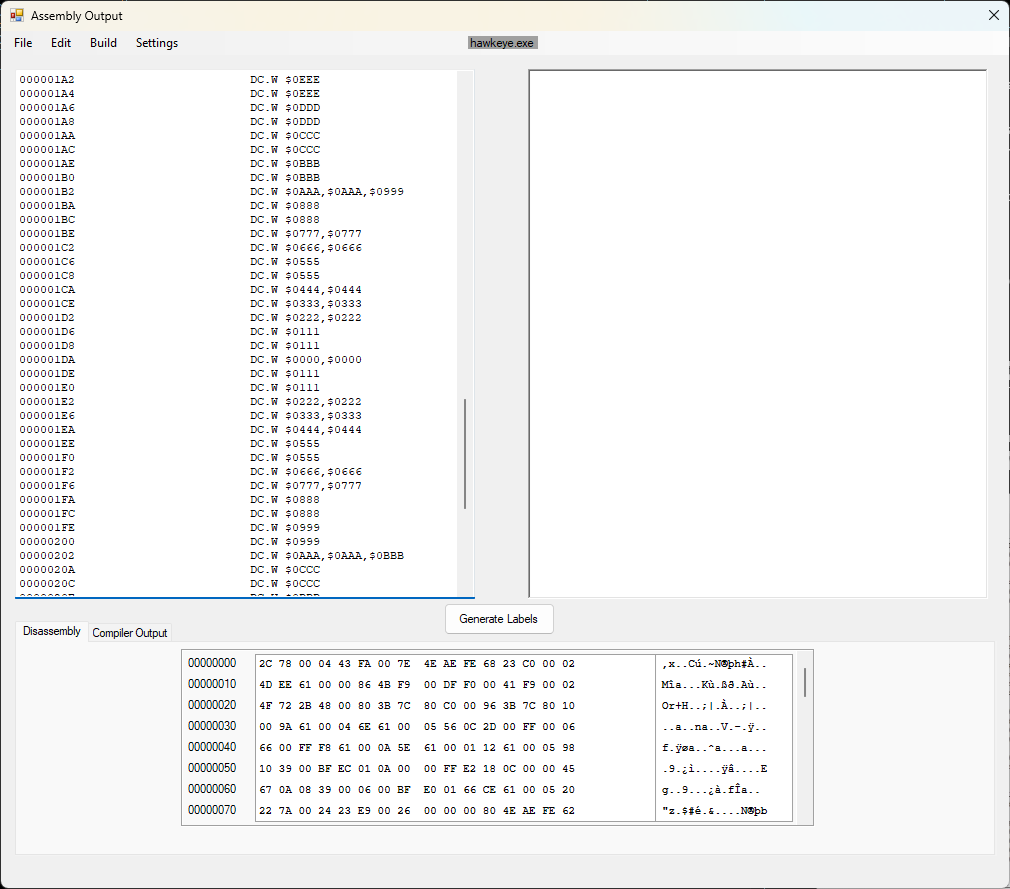 Assembly Output
File Edit Build Settings hawkeye.exe
000001A2 DC.W $0EEE
000001A4 DC.W $0EEE
000001A6 DC.W $0DDD
000001A8 DC.W $0DDD
000001AA DC.W $0CCC
000001AC DC.W $0CCC
000001AE DC.W $0BBB
000001B0 DC.W $0BBB
000001B2 DC.W $0AAA,$0AAA,$0999
000001BA DC.W $0888
000001BC DC.W $0888
000001BE DC.W $0777,$0777
000001C2 DC.W $0666,$0666
000001C6 DC.W $0555
000001C8 DC.W $0555
000001CA DC.W $0444,$0444
000001CE DC.W $0333,$0333
000001D2 DC.W $0222,$0222
000001D6 DC.W $0111
000001D8 DC.W $0111
000001DA DC.W $0000,$0000
000001DE DC.W $0111
000001E0 DC.W $0111
000001E2 DC.W $0222,$0222
000001E6 DC.W $0333,$0333
000001EA DC.W $0444,$0444
000001EE DC.W $0555
000001F0 DC.W $0555
000001F2 DC.W $0666,$0666
000001F6 DC.W $0777,$0777
000001FA DC.W $0888
000001FC DC.W $0888
000001FE DC.W $0999
00000200 DC.W $0999
00000202 DC.W $0AAA,$0AAA,$0BBB
0000020A DC.W $0CCC
0000020C DC.W $0CCC
Generate Labels
Disassembly Compiler Output
00000000 2C 78 00 04 43 FA 00 7E 4E AE FE 68 23 C0 00 02 ,x..Cú.~N®þh#À..
00000010 4D EE 61 00 00 86 4B F9 00 DF F0 00 41 F9 00 02 Mîa...Kù.ßð.Aù..
00000020 4F 72 2B 48 00 80 3B 7C 80 C0 00 96 3B 7C 80 10 Or+H..;|.À..;|..
00000030 00 9A 61 00 04 6E 61 00 05 56 0C 2D 00 FF 00 06 ..a..na..V.-.ÿ..
00000040 66 00 FF F8 61 00 0A 5E 61 00 01 12 61 00 05 98 f.ÿøa..^a...a...
00000050 10 39 00 BF EC 01 0A 00 00 FF E2 18 0C 00 00 45 .9.¿ì....ÿâ....E
00000060 67 0A 08 39 00 06 00 BF E0 01 66 CE 61 00 05 20 g..9...¿à.fÎa..
00000070 22 7A 00 24 23 E9 00 26 00 00 00 80 4E AE FE 62 "z.$#é.&....N®þb